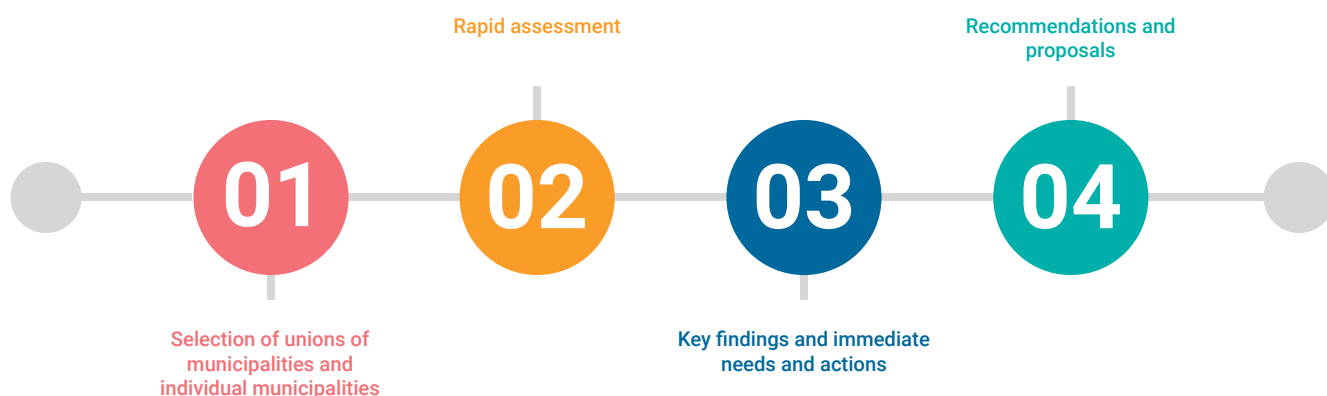 Rapid assessment
Recommendations and
proposals
01
02
03
04
Selection of unions of
municipalities and
individual municipalities
Key findings and immediate
needs and actions